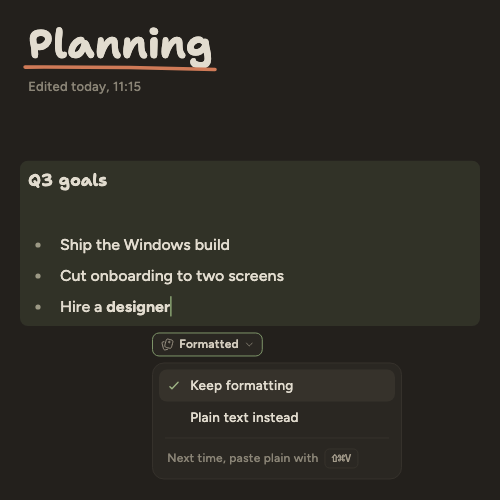 Planning
Edited today, 11:15
Q3 goals
• Ship the Windows build
• Cut onboarding to two screens
• Hire a designer
Formatted
Keep formatting
Plain text instead
Next time, paste plain with ⇧⌘V